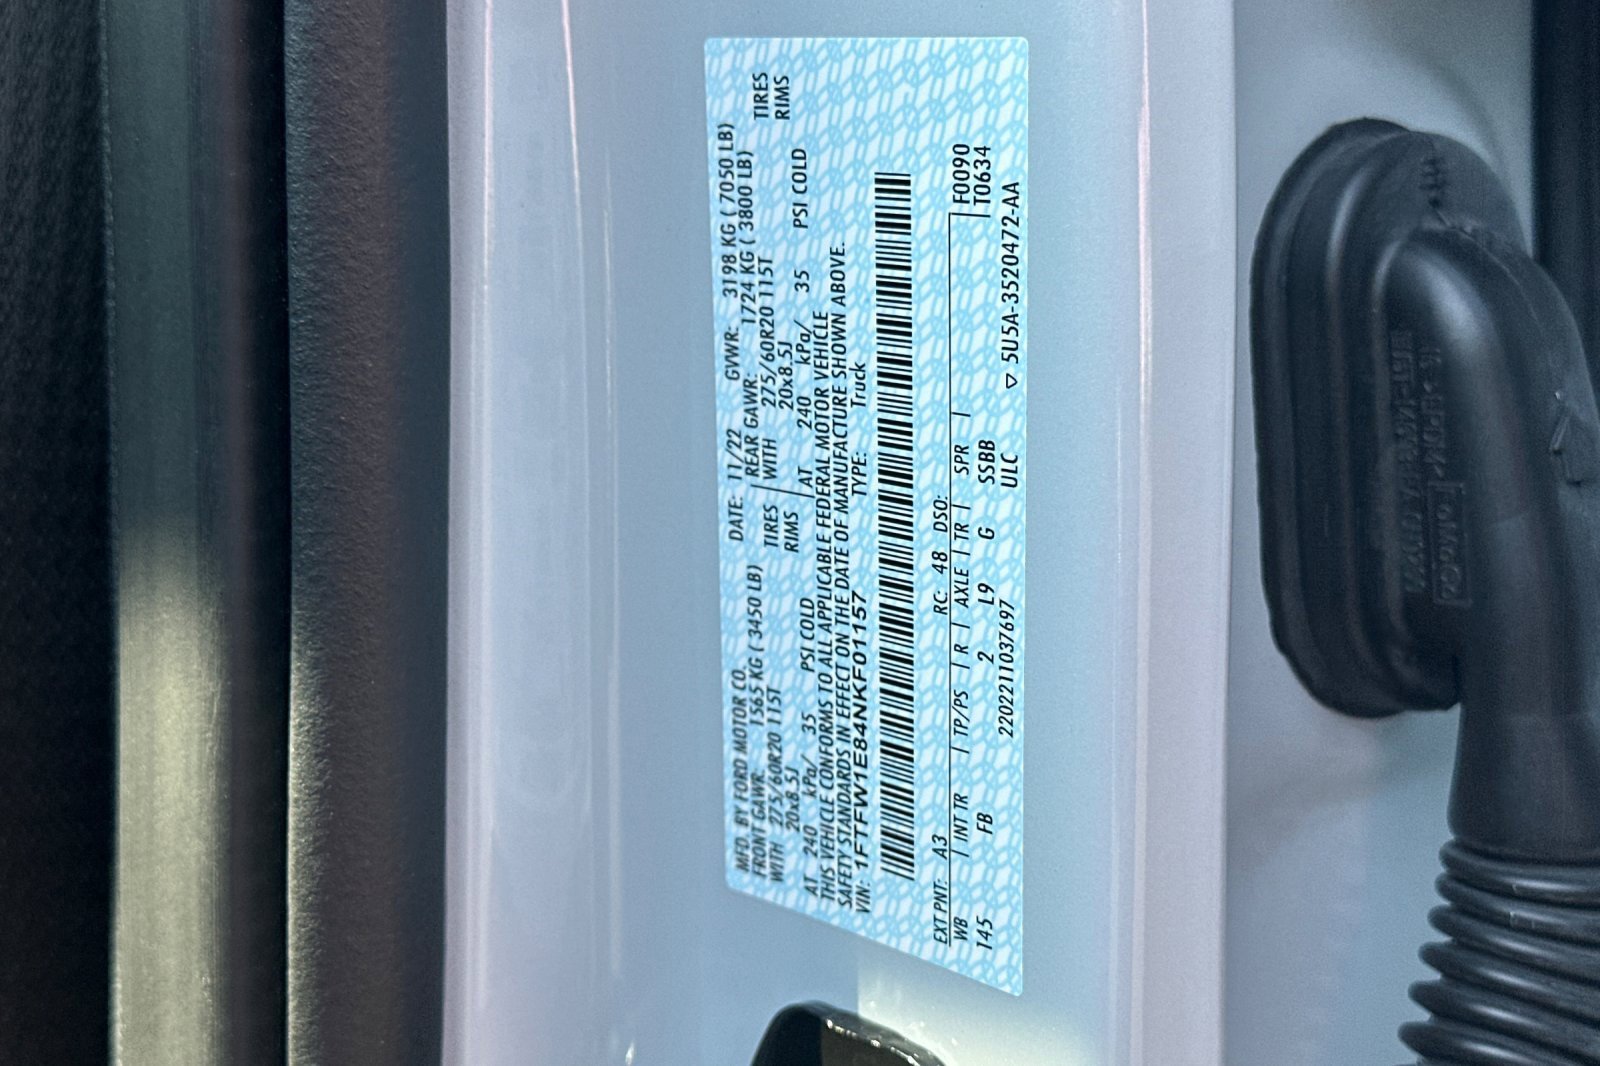 MFD. BY FORD MOTOR CO. DATE: 11/22 GVWR: 3198 KG ( 7050 LB)
FRONT GAWR: 1565 KG ( 3450 LB) REAR GAWR: 1724 KG ( 3800 LB)
WITH 275/60R20 115T TIRES WITH 275/60R20 115T TIRES
20x8.5J RIMS 20x8.5J RIMS
AT 240 kPa/ 35 PSI COLD AT 240 kPa/ 35 PSI COLD
THIS VEHICLE CONFORMS TO ALL APPLICABLE FEDERAL MOTOR VEHICLE
SAFETY STANDARDS IN EFFECT ON THE DATE OF MANUFACTURE SHOWN ABOVE.
VIN: 1FTFW1E84NKF01157 TYPE: Truck
EXT PNT: A3 RC: 48 DSO: F0090
WB | INT TR | TP/PS | R | AXLE | TR | SPR | T0634
145 FB 2 L9 G SSBB
2202211037697 ULC ▽ 5U5A-3520472-AA